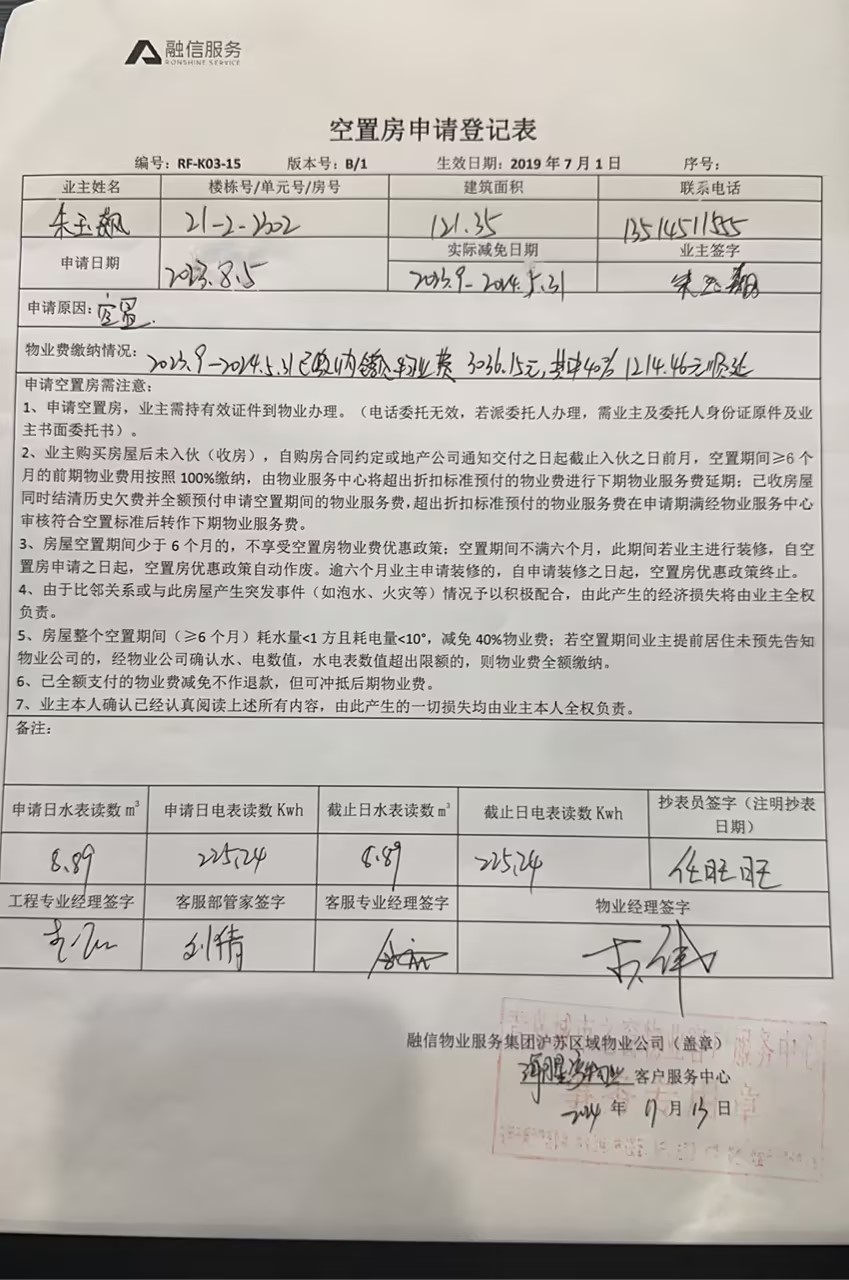 融信服务
RONSHINE SERVICE
空置房申请登记表
编号：RF-K03-15 版本号：B/1 生效日期：2019 年 7 月 1 日 序号：
业主姓名 楼栋号/单元号/房号 建筑面积 联系电话
朱玉飙 21-2-2302 121.35 13514511555
申请日期 2023.8.5 实际减免日期 业主签字
2023.9-2024.5.31
申请原因：空置.
物业费缴纳情况：2023.9-2024.5.31已缴纳全额物业费 3036.15元,其中40% 1214.46元顺延
申请空置房需注意：
1、申请空置房，业主需持有效证件到物业办理。（电话委托无效，若派委托人办理，需业主及委托人身份证原件及业
主书面委托书）。
2、业主购买房屋后未入伙（收房），自购房合同约定或地产公司通知交付之日起截止入伙之日前月，空置期间≥6 个
月的前期物业费用按照 100%缴纳，由物业服务中心将超出折扣标准预付的物业费进行下期物业服务费延期；已收房屋
同时结清历史欠费并全额预付申请空置期间的物业服务费，超出折扣标准预付的物业服务费在申请期满经物业服务中心
审核符合空置标准后转作下期物业服务费。
3、房屋空置期间少于 6 个月的，不享受空置房物业费优惠政策；空置期间不满六个月，此期间若业主进行装修，自空
置房申请之日起，空置房优惠政策自动作废。逾六个月业主申请装修的，自申请装修之日起，空置房优惠政策终止。
4、由于比邻关系或与此房屋产生突发事件（如泡水、火灾等）情况予以积极配合，由此产生的经济损失将由业主全权
负责。
5、房屋整个空置期间（≥6 个月）耗水量<1 方且耗电量<10°，减免 40%物业费；若空置期间业主提前居住未预先告知
物业公司的，经物业公司确认水、电数值，水电表数值超出限额的，则物业费全额缴纳。
6、已全额支付的物业费减免不作退款，但可冲抵后期物业费。
7、业主本人确认已经认真阅读上述所有内容，由此产生的一切损失均由业主本人全权负责。
备注：
申请日水表读数 m³ 申请日电表读数 Kwh 截止日水表读数 m³ 截止日电表读数 Kwh 抄表员签字（注明抄表
日期）
8.89 225.24 8.89 225.24 任旺旺
工程专业经理签字 客服部管家签字 客服专业经理签字 物业经理签字
刘倩
融信物业服务集团沪苏区域物业公司（盖章）
客户服务中心
2024 年 月 13 日